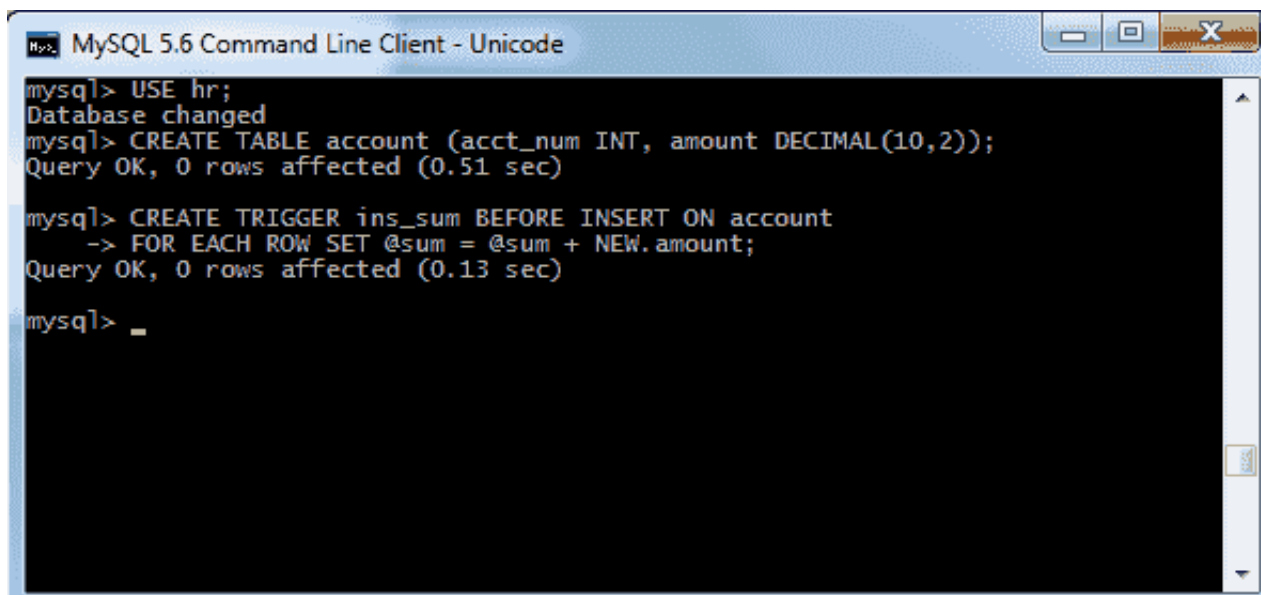 MySQL 5.6 Command Line Client - Unicode
mysql> USE hr;
Database changed
mysql> CREATE TABLE account (acct_num INT, amount DECIMAL(10,2));
Query OK, 0 rows affected (0.51 sec)
mysql> CREATE TRIGGER ins_sum BEFORE INSERT ON account
    -> FOR EACH ROW SET @sum = @sum + NEW.amount;
Query OK, 0 rows affected (0.13 sec)
mysql> _